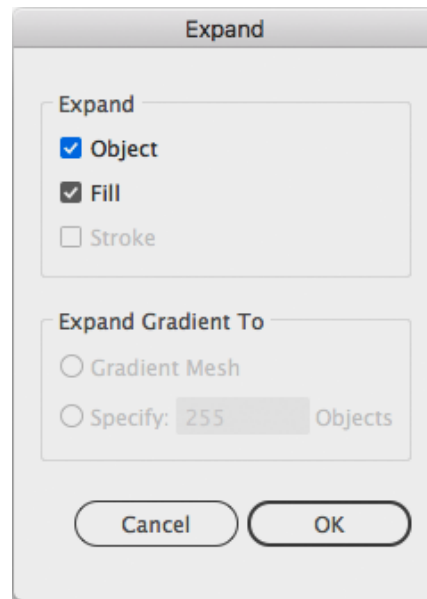 Expand
Expand
Object
Fill
Stroke
Expand Gradient To
Gradient Mesh
Specify: 255 Objects
Cancel OK